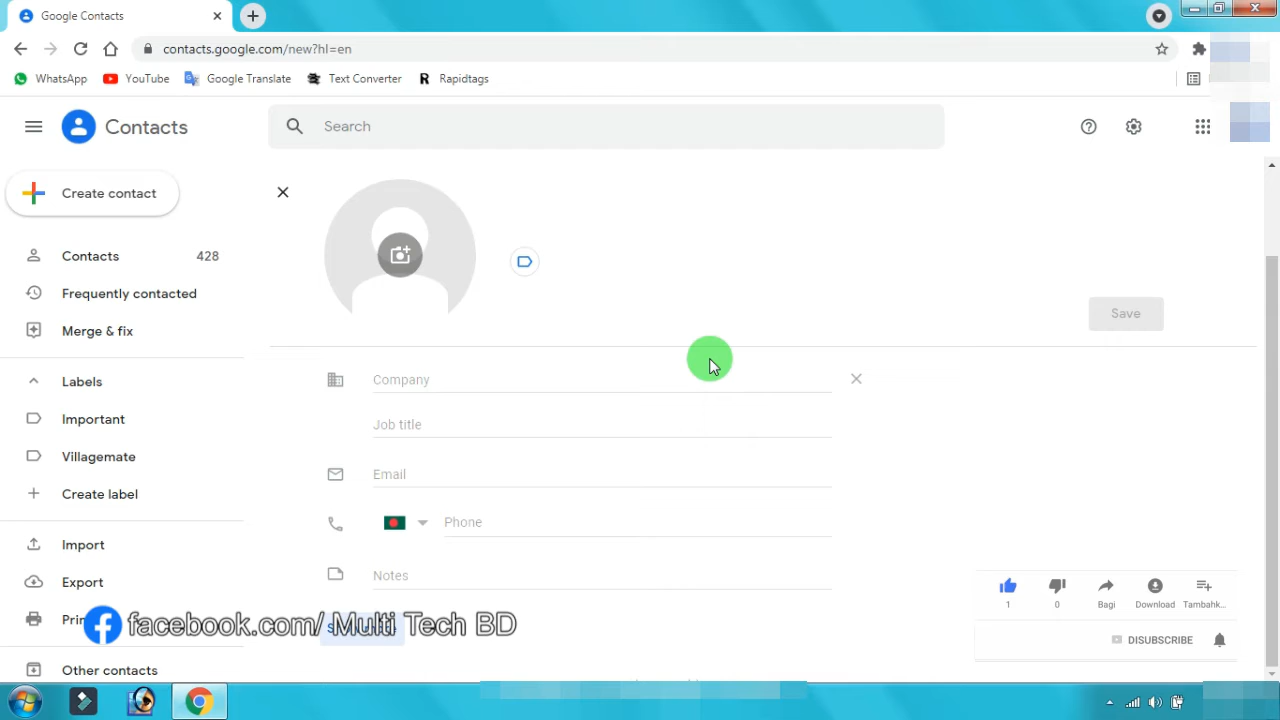 Google Contacts
contacts.google.com/new?hl=en
WhatsApp
YouTube
Google Translate
Text Converter
R Rapidtags
Contacts
Search
Create contact
Contacts 428
Frequently contacted
Merge & fix
Save
Labels
Company
Important
Job title
Villagemate
Email
Create label
Phone
Import
Notes
Export
1
0
Bagi
Download
Tambahk...
facebook.com/ Multi Tech BD
DISUBSCRIBE
Other contacts